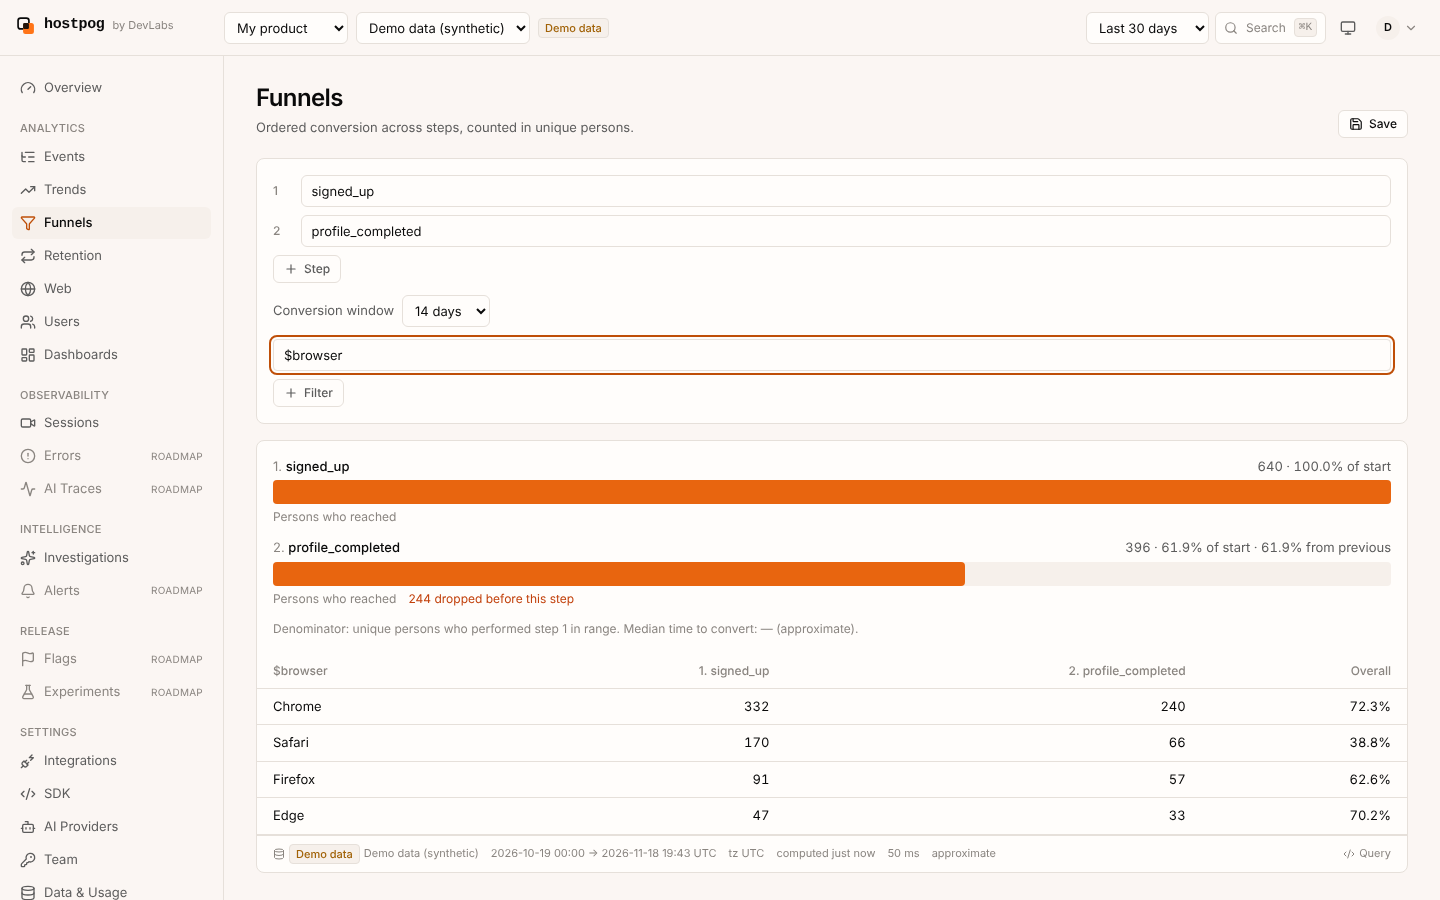 hostpog by DevLabs
My product
Demo data (synthetic)
Demo data
Last 30 days
Search ⌘K
D
Overview
ANALYTICS
Events
Trends
Funnels
Retention
Web
Users
Dashboards
OBSERVABILITY
Sessions
Errors ROADMAP
AI Traces ROADMAP
INTELLIGENCE
Investigations
Alerts ROADMAP
RELEASE
Flags ROADMAP
Experiments ROADMAP
SETTINGS
Integrations
SDK
AI Providers
Team
Data & Usage
Funnels
Ordered conversion across steps, counted in unique persons.
Save
1 signed_up
2 profile_completed
+ Step
Conversion window 14 days
$browser
+ Filter
1. signed_up 640 · 100.0% of start
Persons who reached
2. profile_completed 396 · 61.9% of start · 61.9% from previous
Persons who reached 244 dropped before this step
Denominator: unique persons who performed step 1 in range. Median time to convert: — (approximate).
$browser 1. signed_up 2. profile_completed Overall
Chrome 332 240 72.3%
Safari 170 66 38.8%
Firefox 91 57 62.6%
Edge 47 33 70.2%
Demo data Demo data (synthetic) 2026-10-19 00:00 → 2026-11-18 19:43 UTC tz UTC computed just now 50 ms approximate Query